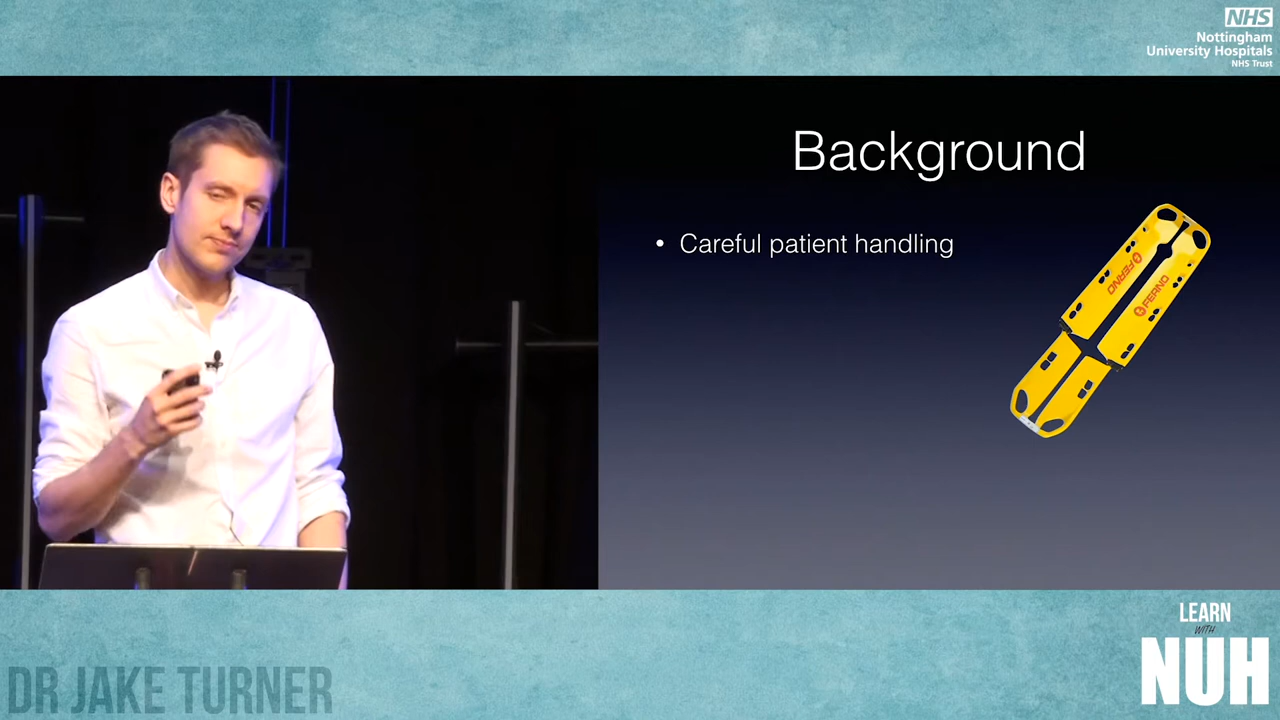 NHS
Nottingham
University Hospitals
NHS Trust
Background
• Careful patient handling
FERNO
FERNO
LEARN
WITH
NUH
DR JAKE TURNER